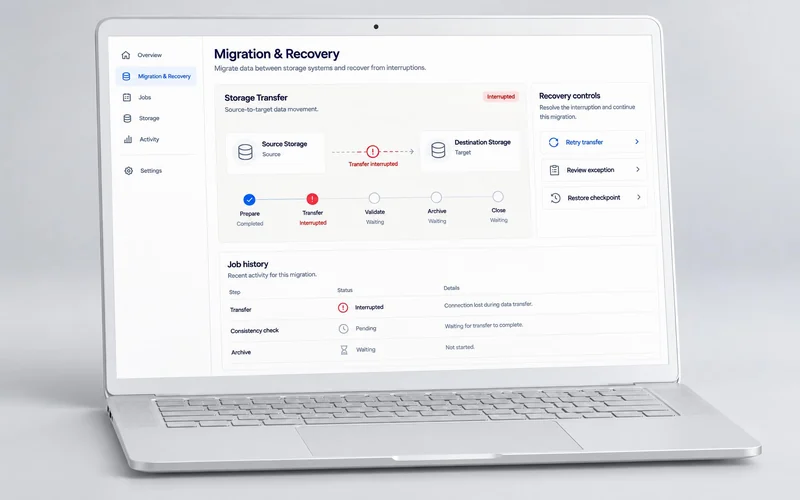 Overview
Migration & Recovery
Jobs
Storage
Activity
Settings
Migration & Recovery
Migrate data between storage systems and recover from interruptions.
Storage Transfer
Interrupted
Source-to-target data movement.
Source Storage
Source
Transfer interrupted
Destination Storage
Target
Prepare
Completed
Transfer
Interrupted
Validate
Waiting
Archive
Waiting
Close
Waiting
Recovery controls
Resolve the interruption and continue
this migration.
Retry transfer
Review exception
Restore checkpoint
Job history
Recent activity for this migration.
Step Status Details
Transfer Interrupted Connection lost during data transfer.
Consistency check Pending Waiting for transfer to complete.
Archive Waiting Not started.